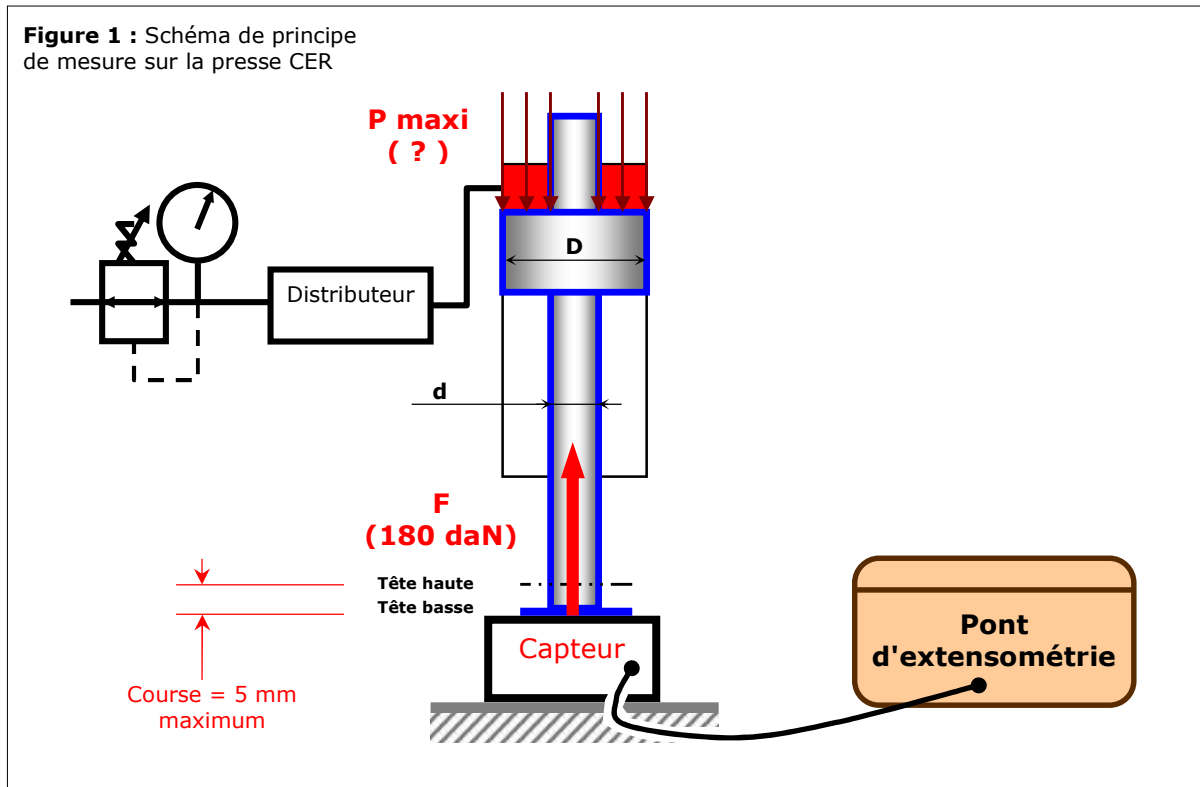 Figure 1 : Schéma de principe
de mesure sur la presse CER
P maxi
( ? )
D
Distributeur
d
F
(180 daN)
Tête haute
Tête basse
Capteur
Pont
d'extensométrie
Course = 5 mm
maximum